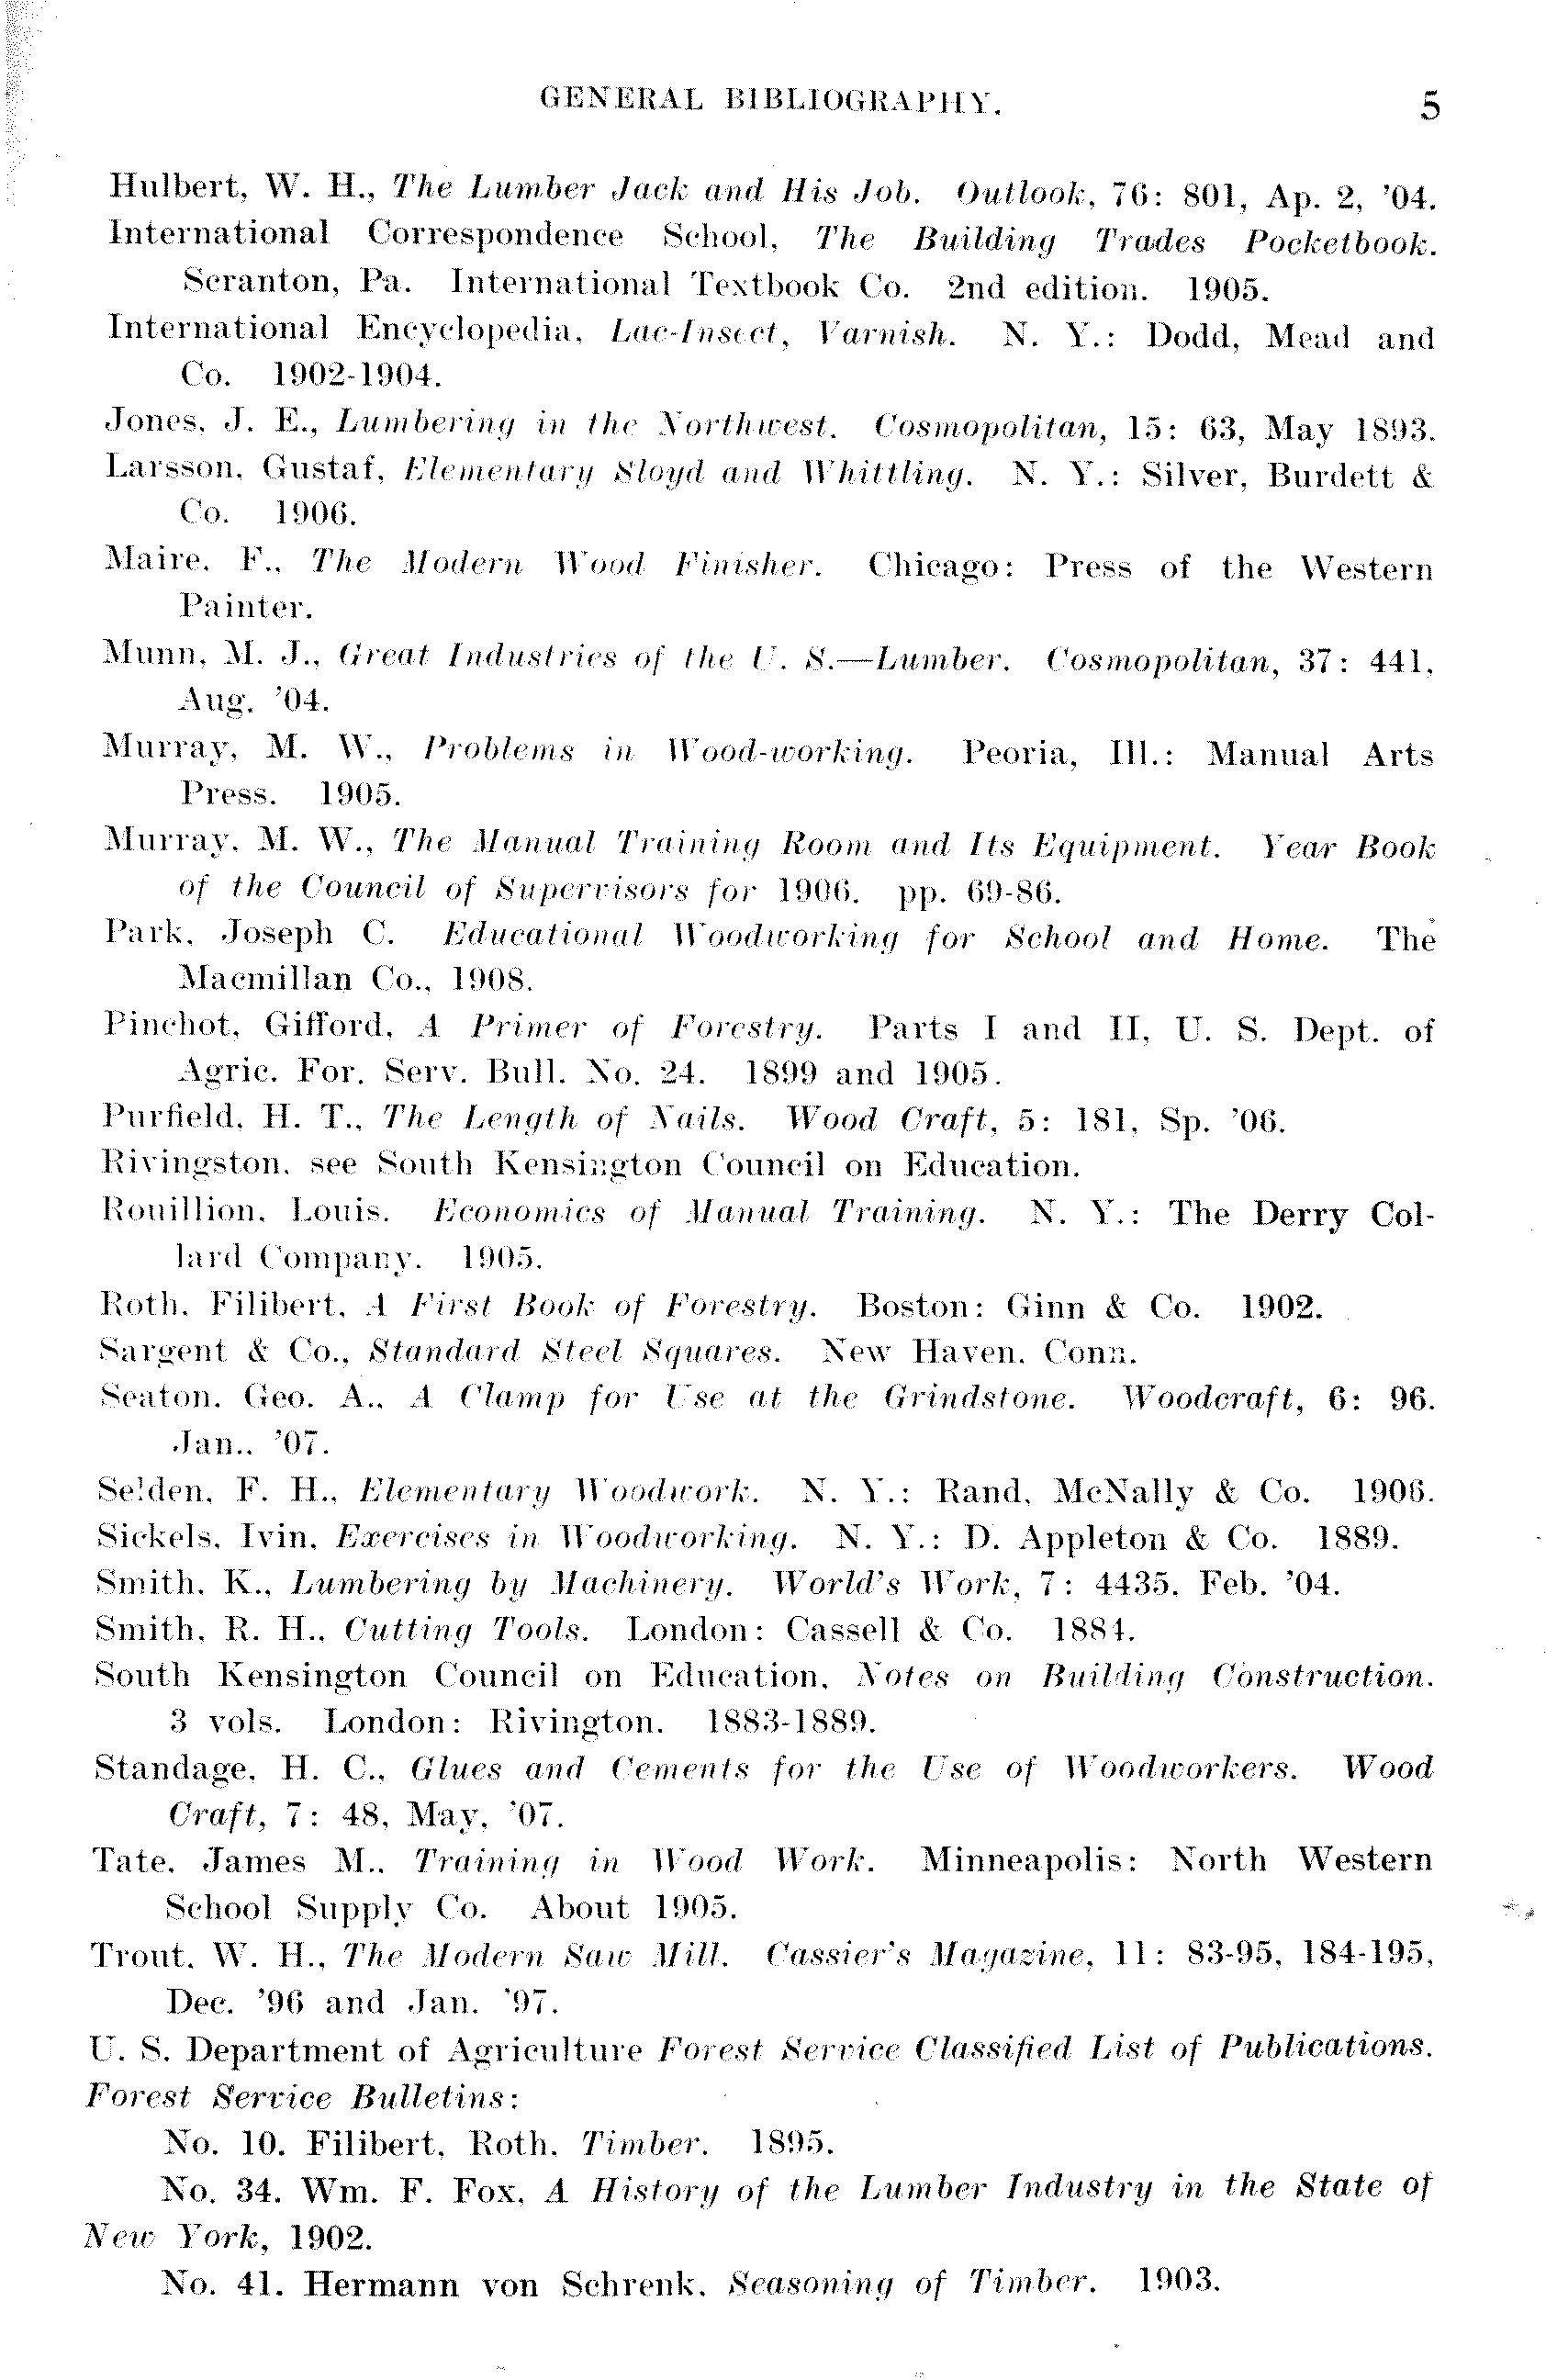 GENERAL BIBLIOGRAPHY. 5
Hulbert, W. H., The Lumber Jack and His Job. Outlook, 76: 801, Ap. 2, '04.
International Correspondence School, The Building Trades Pocketbook.
Scranton, Pa. International Textbook Co. 2nd edition. 1905.
International Encyclopedia, Lac-Insect, Varnish. N. Y.: Dodd, Mead and
Co. 1902-1904.
Jones, J. E., Lumbering in the Northwest. Cosmopolitan, 15: 63, May 1893.
Larsson, Gustaf, Elementary Sloyd and Whittling. N. Y.: Silver, Burdett &
Co. 1906.
Maire, F., The Modern Wood Finisher. Chicago: Press of the Western
Painter.
Munn, M. J., Great Industries of the U. S.—Lumber. Cosmopolitan, 37: 441,
Aug. '04.
Murray, M. W., Problems in Wood-working. Peoria, Ill.: Manual Arts
Press. 1905.
Murray, M. W., The Manual Training Room and Its Equipment. Year Book
of the Council of Supervisors for 1906. pp. 69-86.
Park, Joseph C. Educational Woodworking for School and Home. The
Macmillan Co., 1908.
Pinchot, Gifford, A Primer of Forestry. Parts I and II, U. S. Dept. of
Agric. For. Serv. Bull. No. 24. 1899 and 1905.
Purfield, H. T., The Length of Nails. Wood Craft, 5: 181, Sp. '06.
Rivingston, see South Kensington Council on Education.
Rouillion, Louis. Economics of Manual Training. N. Y.: The Derry Col-
lard Company. 1905.
Roth, Filibert, A First Book of Forestry. Boston: Ginn & Co. 1902.
Sargent & Co., Standard Steel Squares. New Haven, Conn.
Seaton, Geo. A., A Clamp for Use at the Grindstone. Woodcraft, 6: 96.
Jan., '07.
Selden, F. H., Elementary Woodwork. N. Y.: Rand, McNally & Co. 1906.
Sickels, Ivin, Exercises in Woodworking. N. Y.: D. Appleton & Co. 1889.
Smith, K., Lumbering by Machinery. World's Work, 7: 4435, Feb. '04.
Smith, R. H., Cutting Tools. London: Cassell & Co. 1884.
South Kensington Council on Education, Notes on Building Construction.
3 vols. London: Rivington. 1883-1889.
Standage, H. C., Glues and Cements for the Use of Woodworkers. Wood
Craft, 7: 48, May, '07.
Tate, James M., Training in Wood Work. Minneapolis: North Western
School Supply Co. About 1905.
Trout, W. H., The Modern Saw Mill. Cassier's Magazine, 11: 83-95, 184-195,
Dec. '96 and Jan. '97.
U. S. Department of Agriculture Forest Service Classified List of Publications.
Forest Service Bulletins:
No. 10. Filibert, Roth, Timber. 1895.
No. 34. Wm. F. Fox, A History of the Lumber Industry in the State of
New York, 1902.
No. 41. Hermann von Schrenk, Seasoning of Timber. 1903.